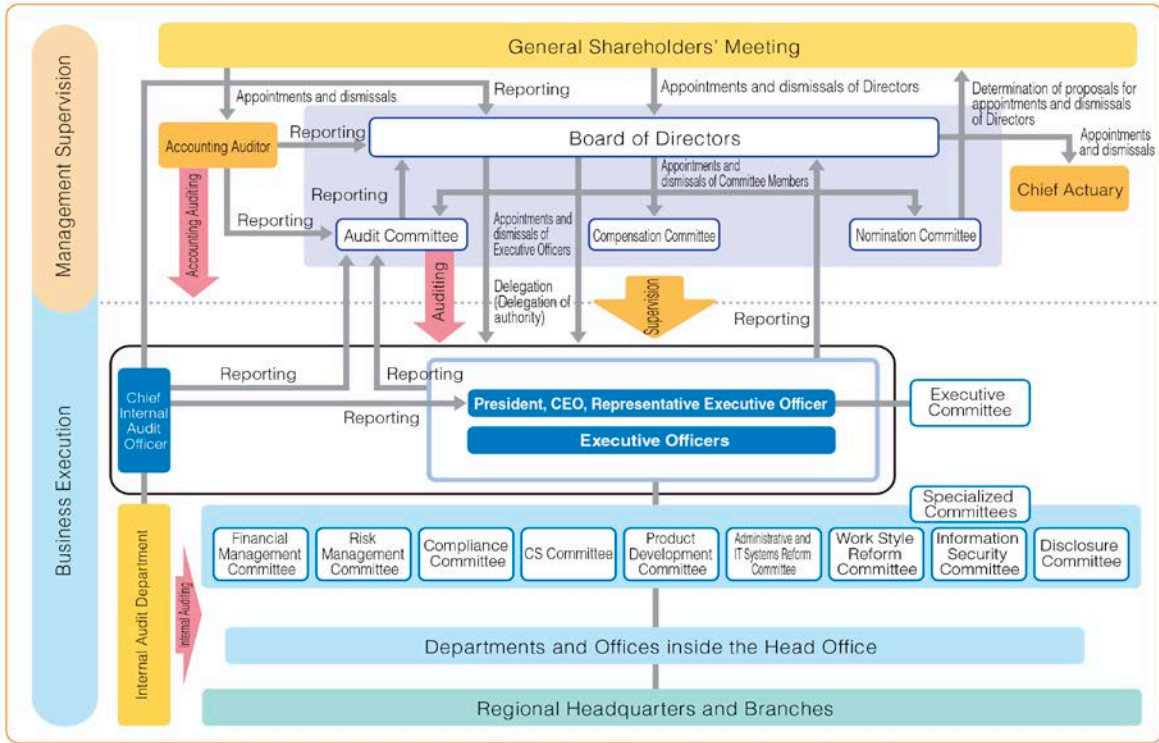 General Shareholders' Meeting
Management Supervision
Appointments and dismissals
Reporting
Appointments and dismissals of Directors
Determination of proposals for
appointments and dismissals
of Directors
Accounting Auditor
Reporting
Board of Directors
Appointments
and dismissals
Chief Actuary
Accounting Auditing
Reporting
Reporting
Appointments and
dismissals of Committee Members
Audit Committee
Appointments and
dismissals of
Executive Officers
Compensation Committee
Nomination Committee
Auditing
Delegation
(Delegation of
authority)
Supervision
Reporting
Business Execution
Chief
Internal
Audit
Officer
Reporting
Reporting
Reporting
President, CEO, Representative Executive Officer
Executive Officers
Executive
Committee
Internal Audit Department
Internal Auditing
Specialized
Committees
Financial
Management
Committee
Risk
Management
Committee
Compliance
Committee
CS Committee
Product
Development
Committee
Administrative and
IT Systems Reform
Committee
Work Style
Reform
Committee
Information
Security
Committee
Disclosure
Committee
Departments and Offices inside the Head Office
Regional Headquarters and Branches